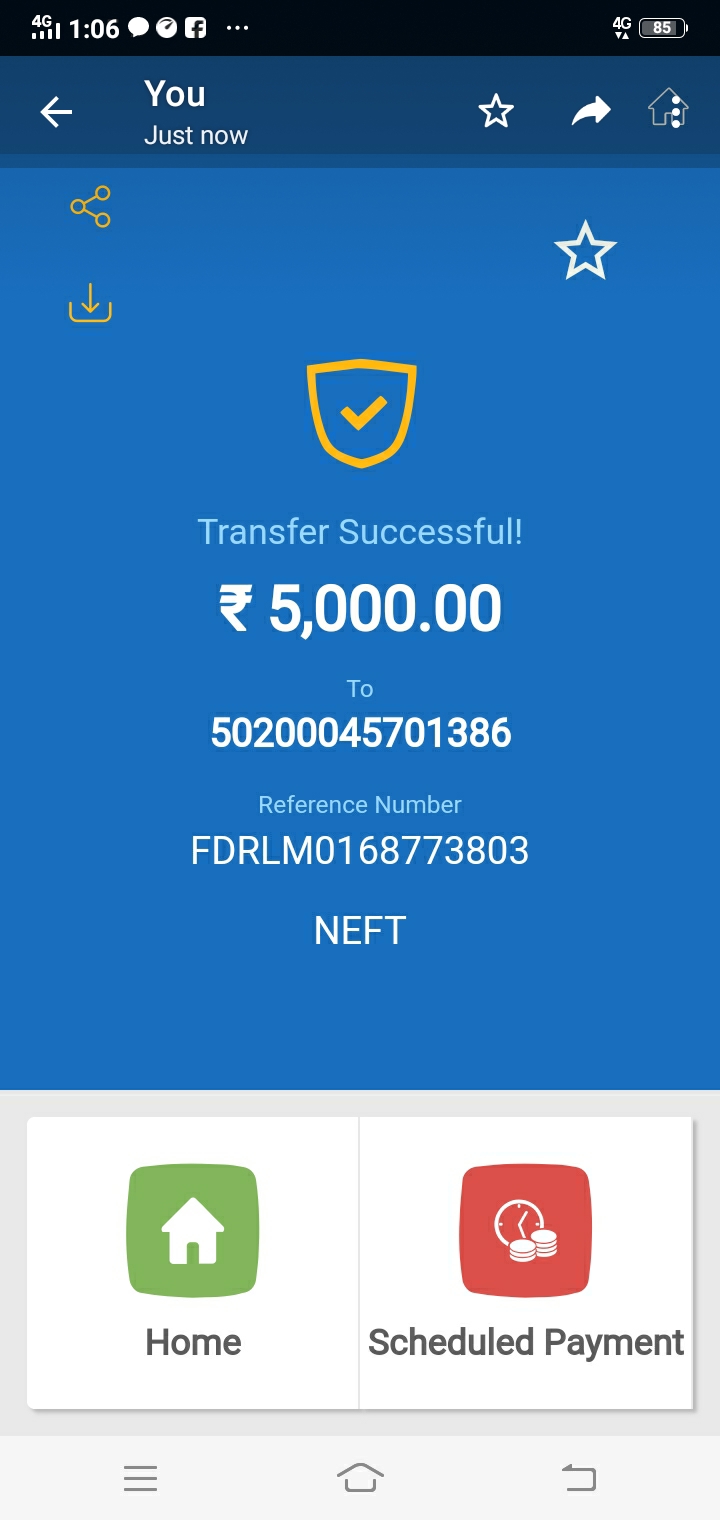 4G 1:06 ... 4G 85
You
Just now
Transfer Successful!
₹ 5,000.00
To
50200045701386
Reference Number
FDRLM0168773803
NEFT
Home
Scheduled Payment